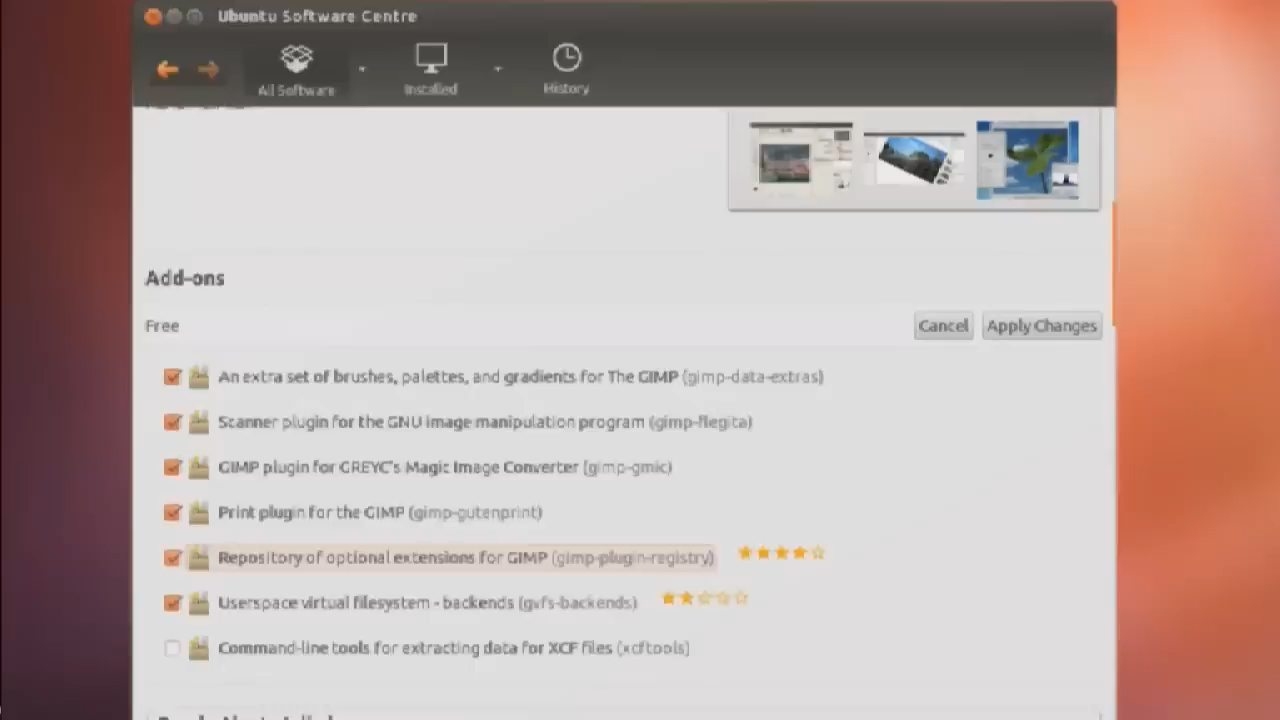 Ubuntu Software Centre
All Software
Installed
History
Add-ons
Free
Cancel
Apply Changes
An extra set of brushes, palettes, and gradients for The GIMP (gimp-data-extras)
Scanner plugin for the GNU image manipulation program (gimp-flegita)
GIMP plugin for GREYC's Magic Image Converter (gimp-gmic)
Print plugin for the GIMP (gimp-gutenprint)
Repository of optional extensions for GIMP (gimp-plugin-registry)
Userspace virtual filesystem - backends (gvfs-backends)
Command-line tools for extracting data for XCF files (xcftools)